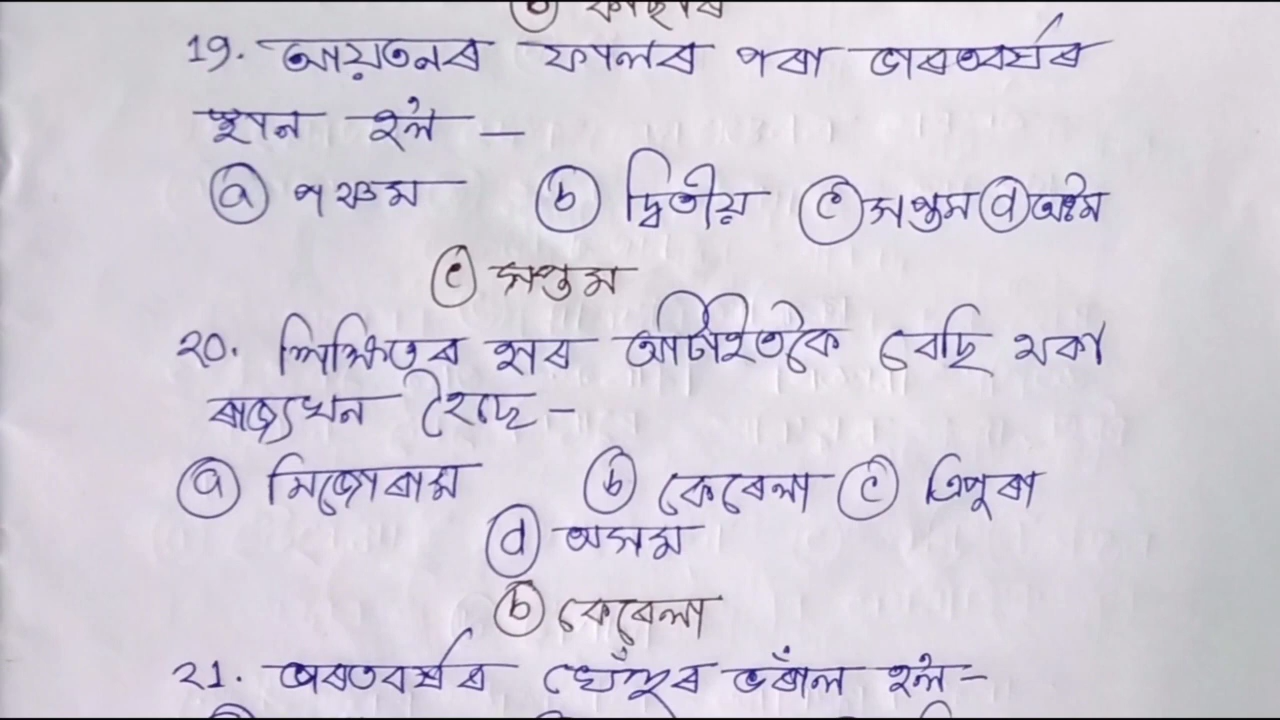 19. আয়তনৰ ফালৰ পৰা ভাৰতবৰ্ষৰ
স্থান হ'ল –
ⓐ পঞ্চম ⓑ দ্বিতীয় ⓒ সপ্তম ⓓ অষ্টম
ⓒ সপ্তম
20. শিক্ষিতৰ হাৰ আটাইতকৈ বেছি থকা
ৰাজ্যখন হৈছে –
ⓐ মিজোৰাম ⓑ কেৰেলা ⓒ ত্ৰিপুৰা
ⓓ অসম
ⓑ কেৰেলা
21. ভাৰতবৰ্ষৰ ভৰাঁল হ'ল –